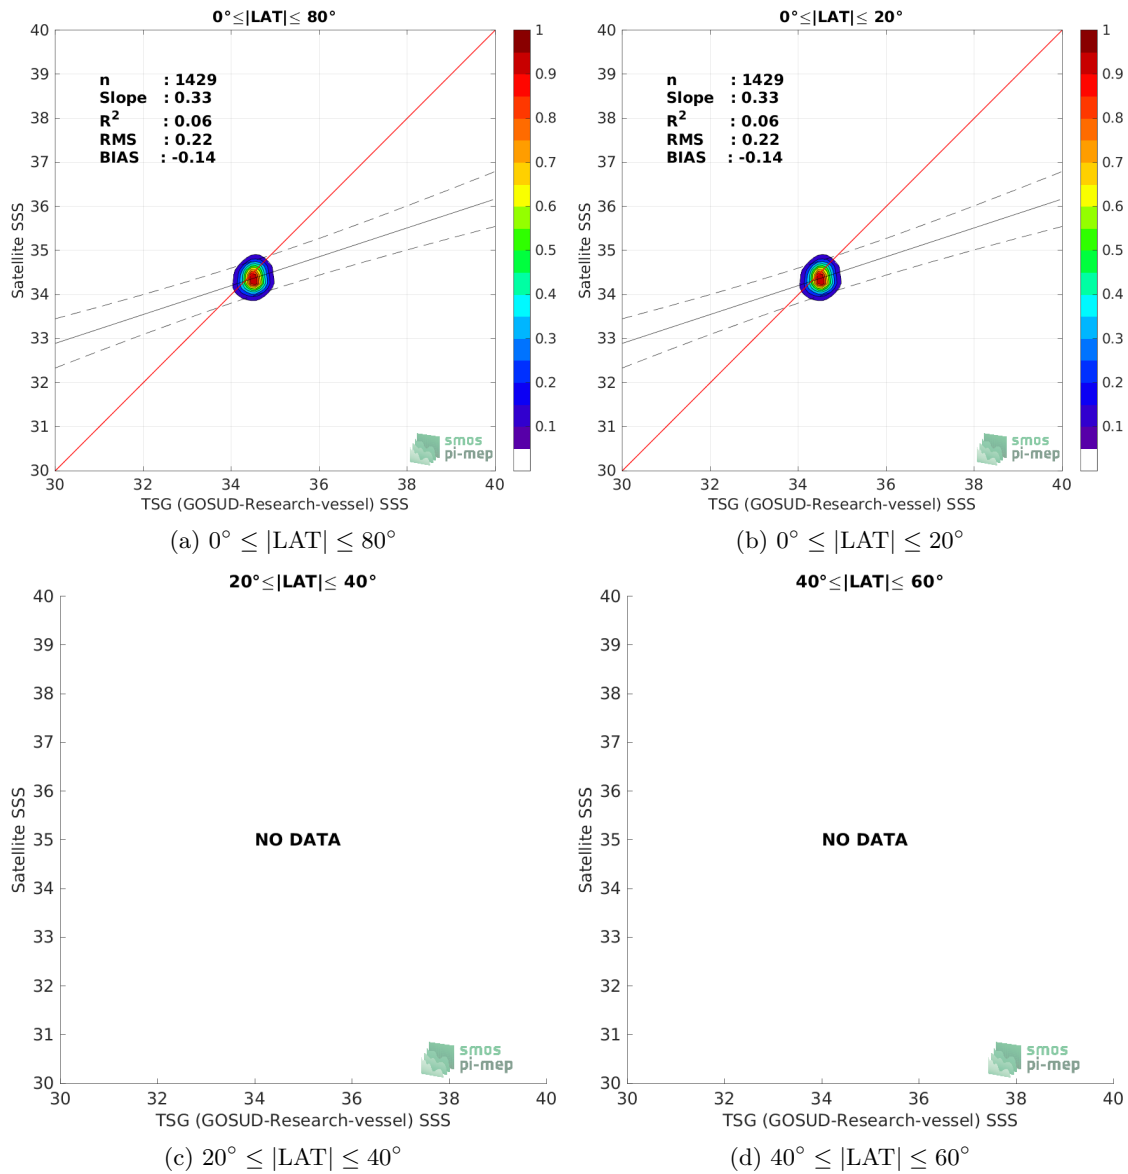 0°≤|LAT|≤ 80°
40
39
38
37
36
35
34
33
32
31
30
Satellite SSS
n : 1429
Slope : 0.33
R² : 0.06
RMS : 0.22
BIAS : -0.14
smos
pi-mep
30 32 34 36 38 40
TSG (GOSUD-Research-vessel) SSS
1
0.9
0.8
0.7
0.6
0.5
0.4
0.3
0.2
0.1
(a) 0° ≤ |LAT| ≤ 80°
0°≤|LAT|≤ 20°
40
39
38
37
36
35
34
33
32
31
30
Satellite SSS
n : 1429
Slope : 0.33
R² : 0.06
RMS : 0.22
BIAS : -0.14
smos
pi-mep
30 32 34 36 38 40
TSG (GOSUD-Research-vessel) SSS
1
0.9
0.8
0.7
0.6
0.5
0.4
0.3
0.2
0.1
(b) 0° ≤ |LAT| ≤ 20°
20°≤|LAT|≤ 40°
40
39
38
37
36
35
34
33
32
31
30
Satellite SSS
NO DATA
smos
pi-mep
30 32 34 36 38 40
TSG (GOSUD-Research-vessel) SSS
(c) 20° ≤ |LAT| ≤ 40°
40°≤|LAT|≤ 60°
40
39
38
37
36
35
34
33
32
31
30
Satellite SSS
NO DATA
smos
pi-mep
30 32 34 36 38 40
TSG (GOSUD-Research-vessel) SSS
(d) 40° ≤ |LAT| ≤ 60°